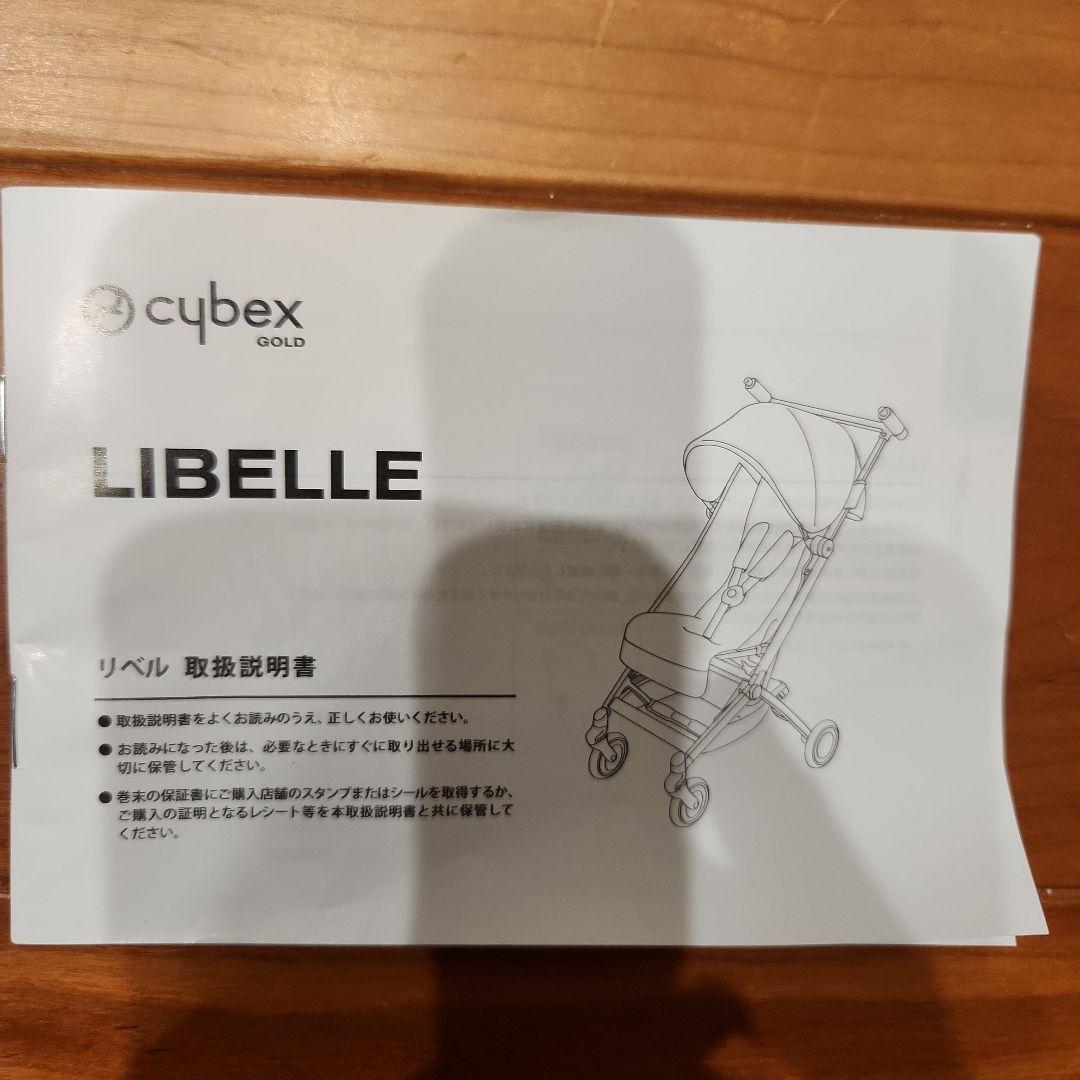 cybex
GOLD
LIBELLE
リベル 取扱説明書
● 取扱説明書をよくお読みのうえ、正しくお使いください。
● お読みになった後は、必要なときにすぐに取り出せる場所に大
切に保管してください。
● 巻末の保証書にご購入店舗のスタンプまたはシールを取得するか、
ご購入の証明となるレシート等を本取扱説明書と共に保管して
ください。